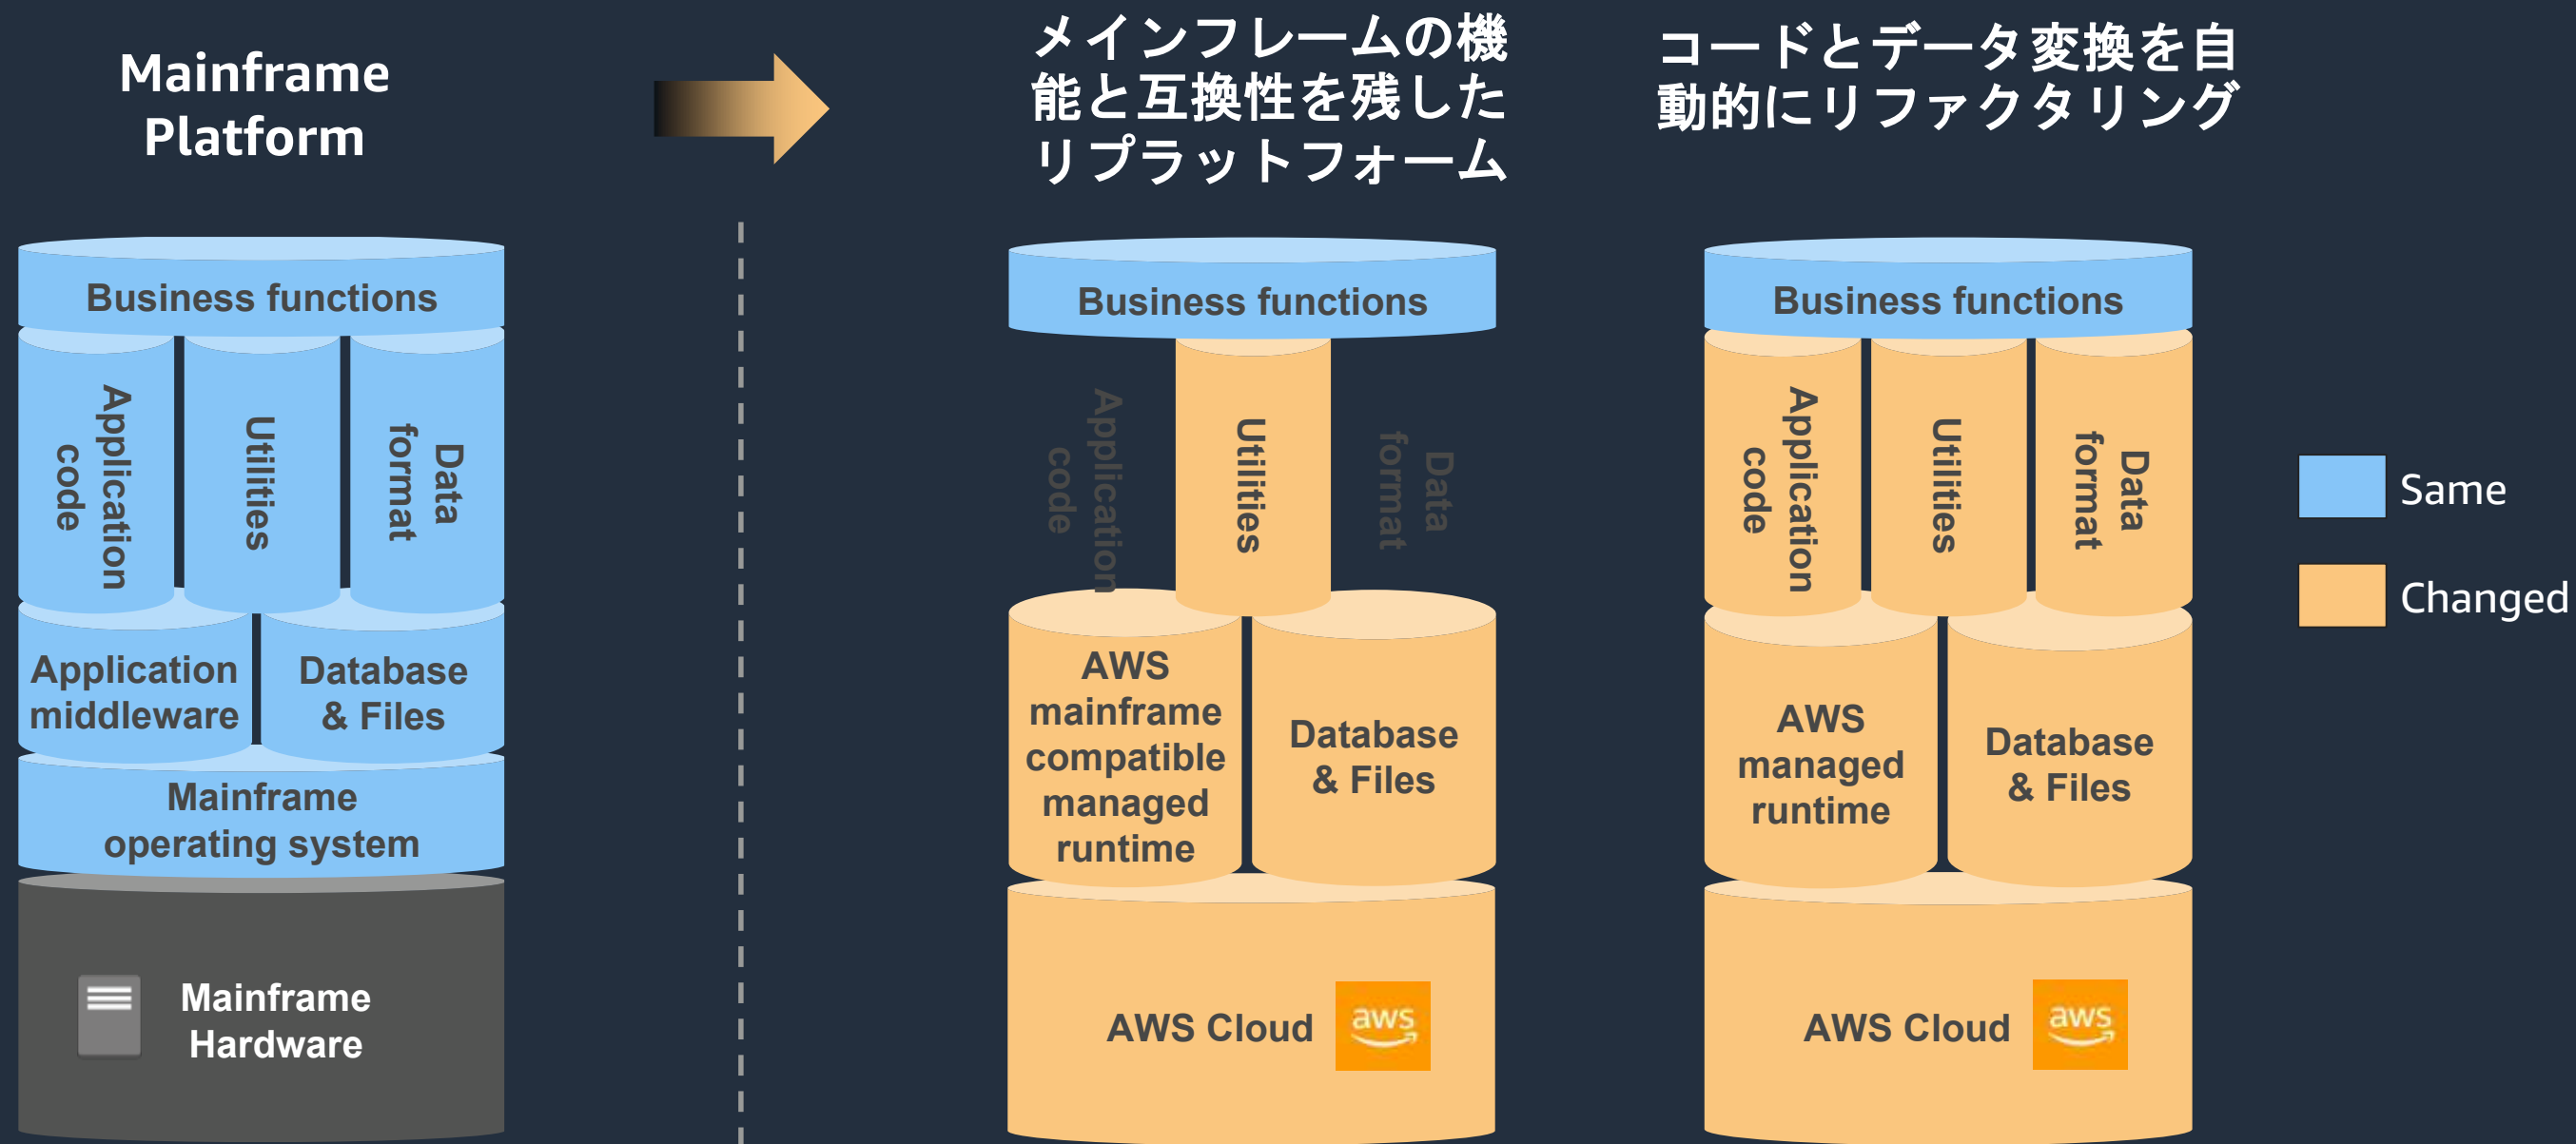 Mainframe
Platform
メインフレームの機
能と互換性を残した
リプラットフォーム
コードとデータ変換を自
動的にリファクタリング
Business functions
Application
code
Utilities
Data
format
Application
middleware
Database
& Files
Mainframe
operating system
Mainframe
Hardware
Business functions
Application
code
Utilities
Data
format
AWS
mainframe
compatible
managed
runtime
Database
& Files
AWS Cloud
aws
Business functions
Application
code
Utilities
Data
format
AWS
managed
runtime
Database
& Files
AWS Cloud
aws
Same
Changed